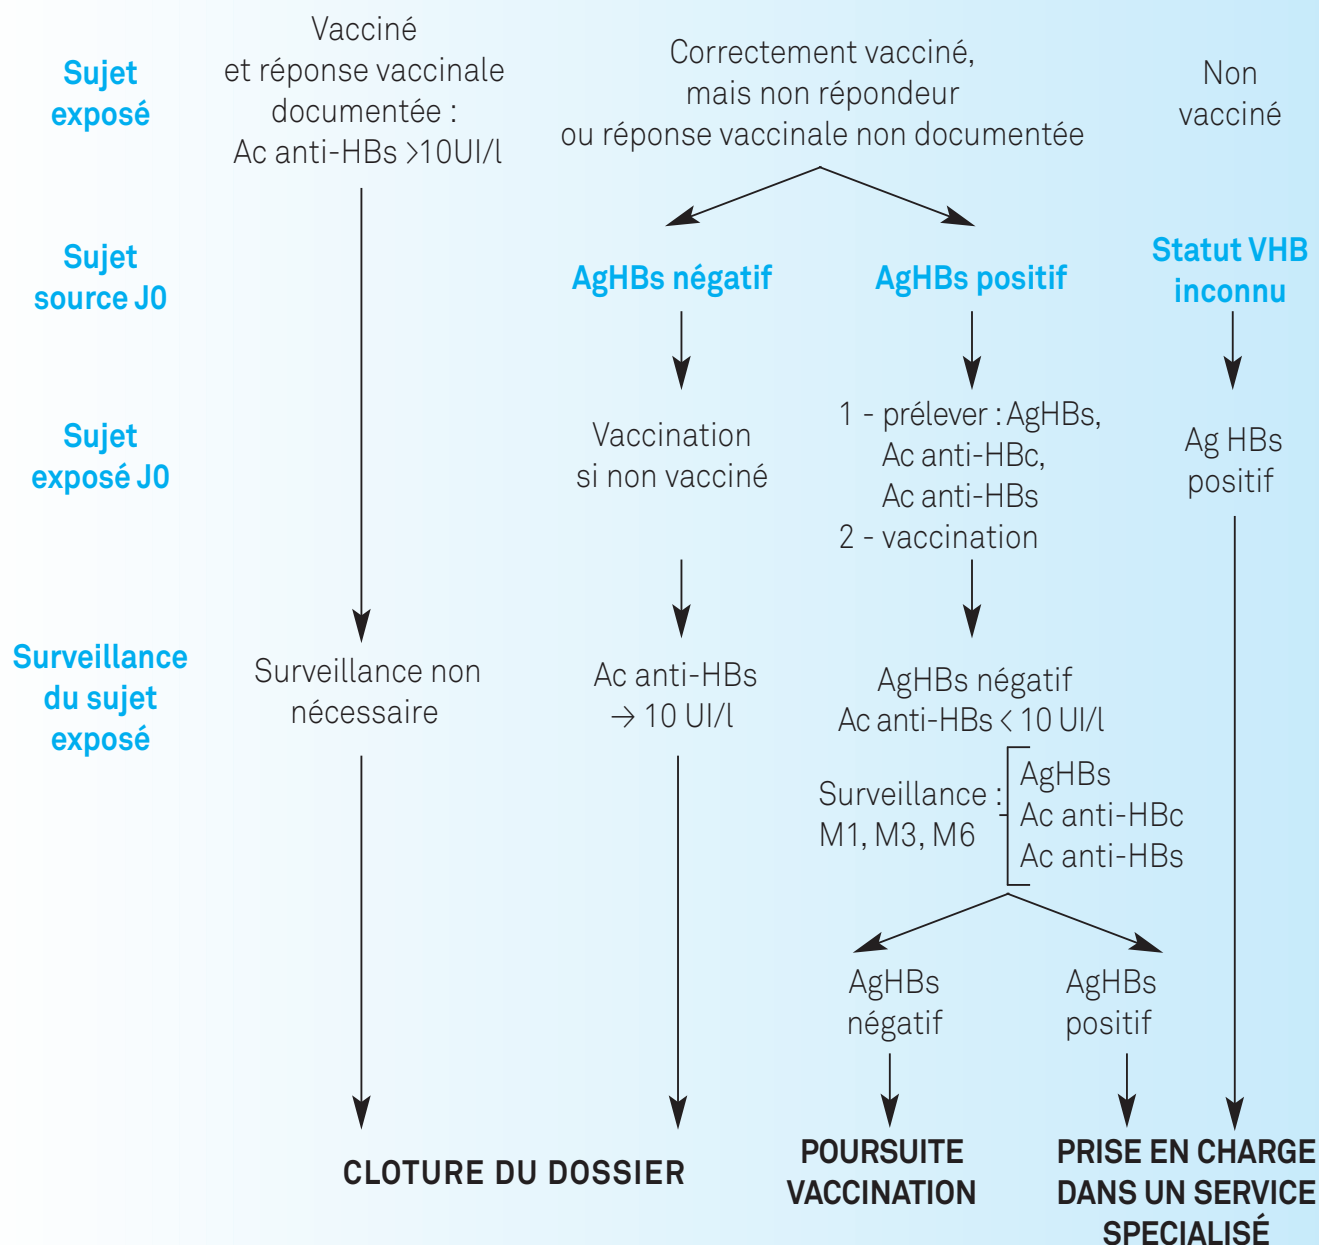 Sujet
exposé
Vacciné
et réponse vaccinale
documentée :
Ac anti-HBs >10UI/l
Correctement vacciné,
mais non répondeur
ou réponse vaccinale non documentée
Non
vacciné
Sujet
source J0
AgHBs négatif
AgHBs positif
Statut VHB
inconnu
Sujet
exposé J0
Vaccination
si non vacciné
1 - prélever : AgHBs,
Ac anti-HBc,
Ac anti-HBs
2 - vaccination
Ag HBs
positif
Surveillance
du sujet
exposé
Surveillance non
nécessaire
Ac anti-HBs
→ 10 UI/l
AgHBs négatif
Ac anti-HBs < 10 UI/l
Surveillance :
M1, M3, M6
AgHBs
Ac anti-HBc
Ac anti-HBs
AgHBs
négatif
AgHBs
positif
CLOTURE DU DOSSIER
POURSUITE
VACCINATION
PRISE EN CHARGE
DANS UN SERVICE
SPECIALISÉ